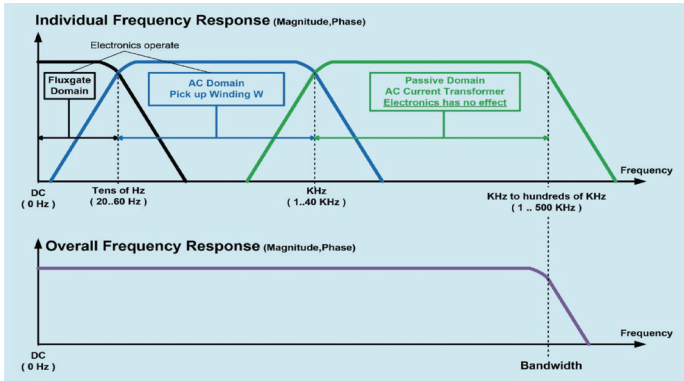 Individual Frequency Response (Magnitude,Phase)
Electronics operate
Fluxgate
Domain
AC Domain
Pick up Winding W
Passive Domain
AC Current Transformer
Electronics has no effect
Frequency
DC
( 0 Hz )
Tens of Hz
( 20..60 Hz )
KHz
( 1..40 KHz )
KHz to hundreds of KHz
( 1 .. 500 KHz )
Overall Frequency Response (Magnitude,Phase)
Frequency
DC
( 0 Hz )
Bandwidth